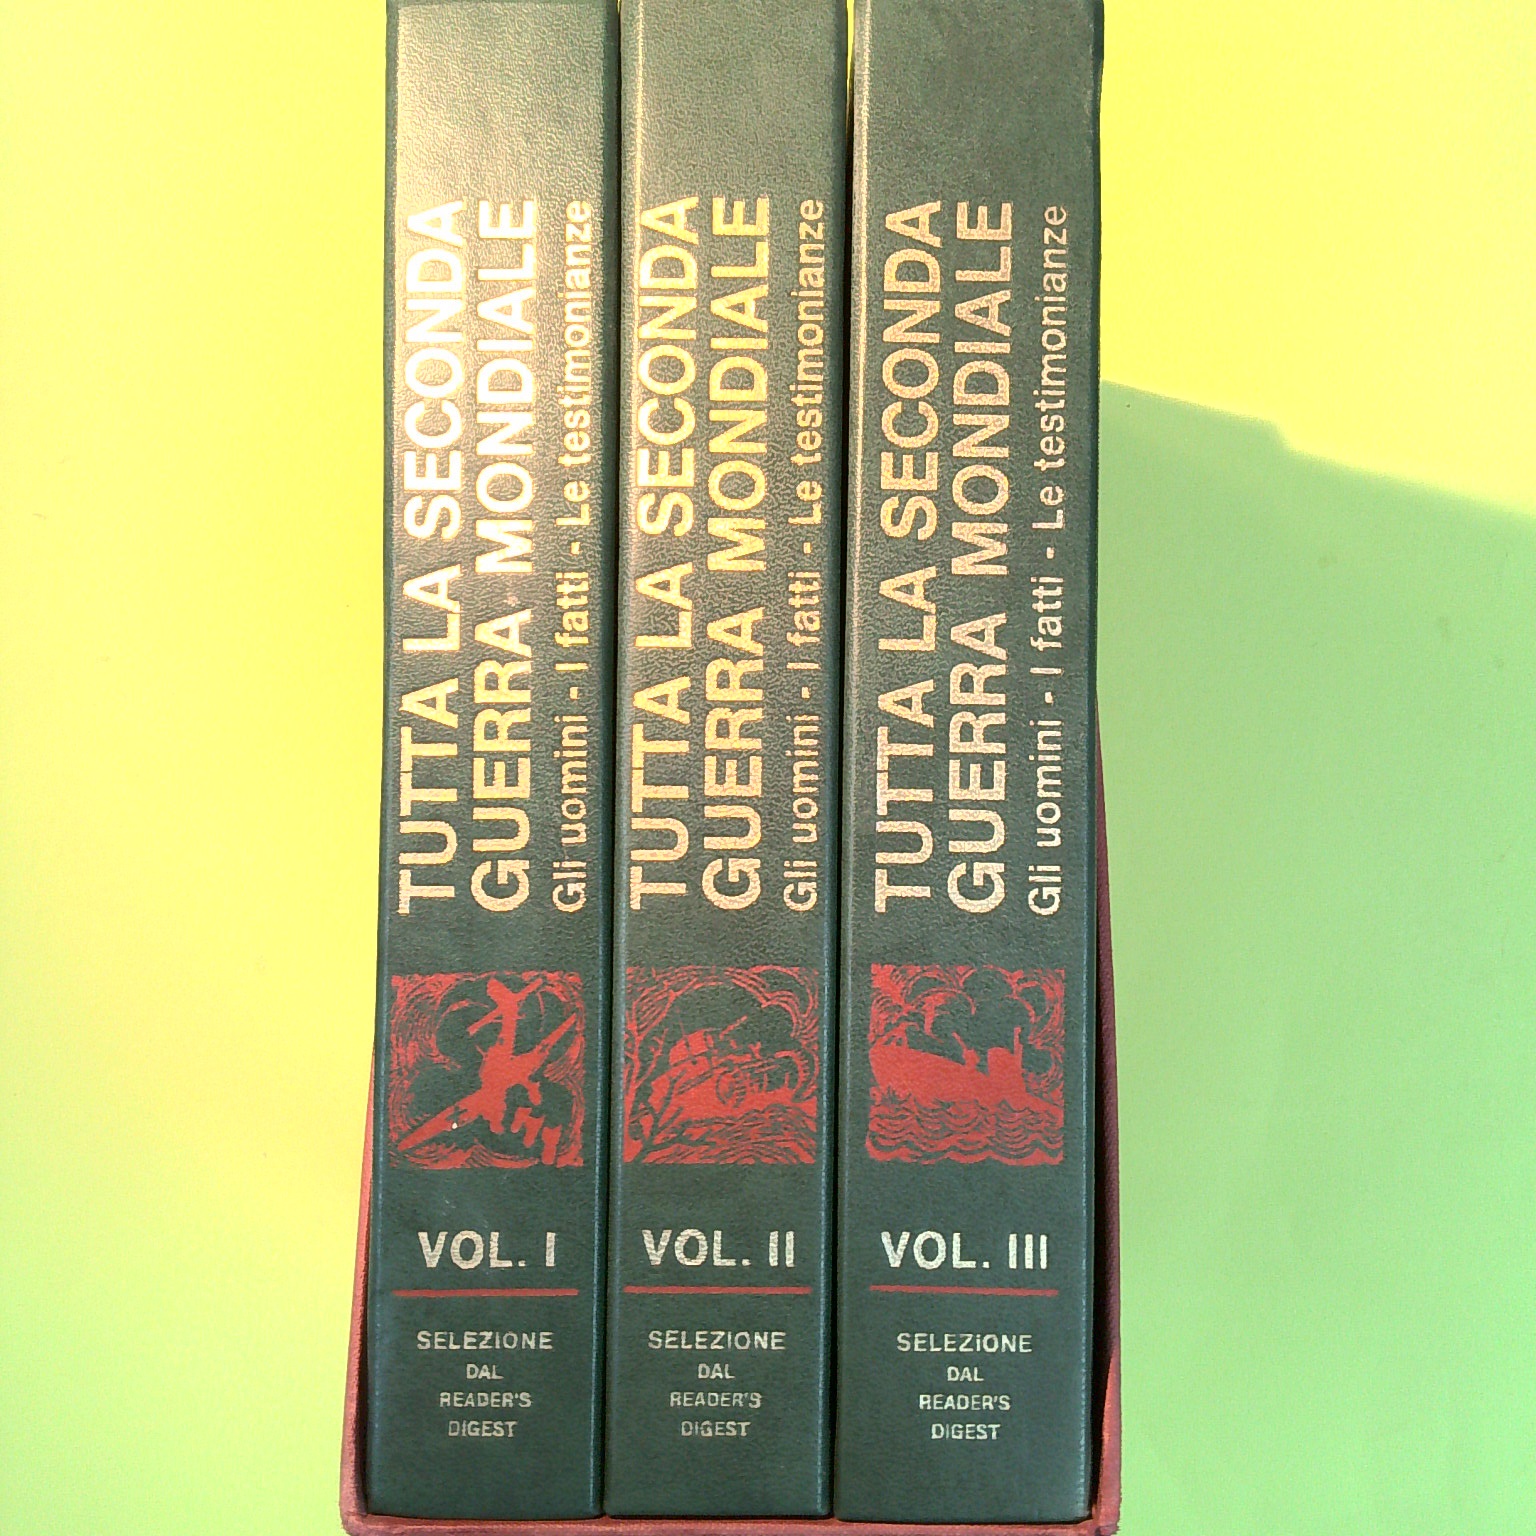 TUTTA LA SECONDA
GUERRA MONDIALE
Gli uomini - I fatti - Le testimonianze
VOL. I
SELEZIONE
DAL
READER'S
DIGEST
TUTTA LA SECONDA
GUERRA MONDIALE
Gli uomini - I fatti - Le testimonianze
VOL. II
SELEZIONE
DAL
READER'S
DIGEST
TUTTA LA SECONDA
GUERRA MONDIALE
Gli uomini - I fatti - Le testimonianze
VOL. III
SELEZIONE
DAL
READER'S
DIGEST